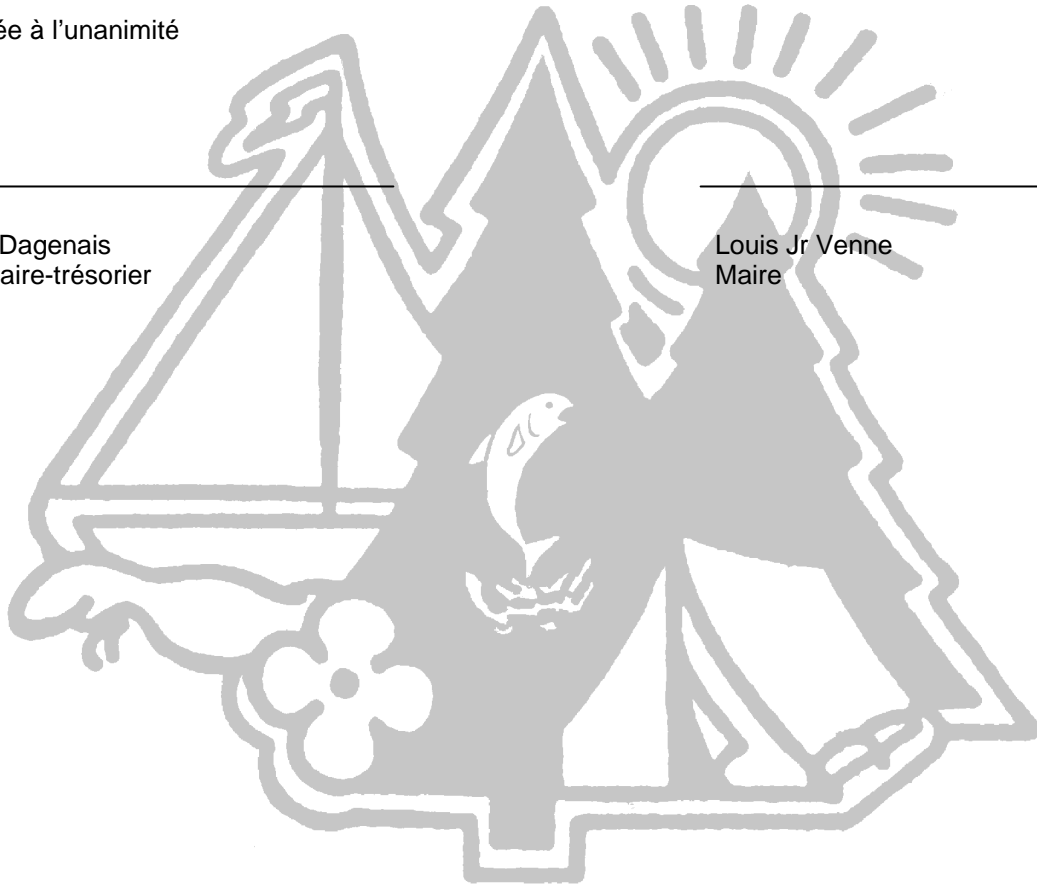 ée à l’unanimité
Dagenais
aire-trésorier
Louis Jr Venne
Maire